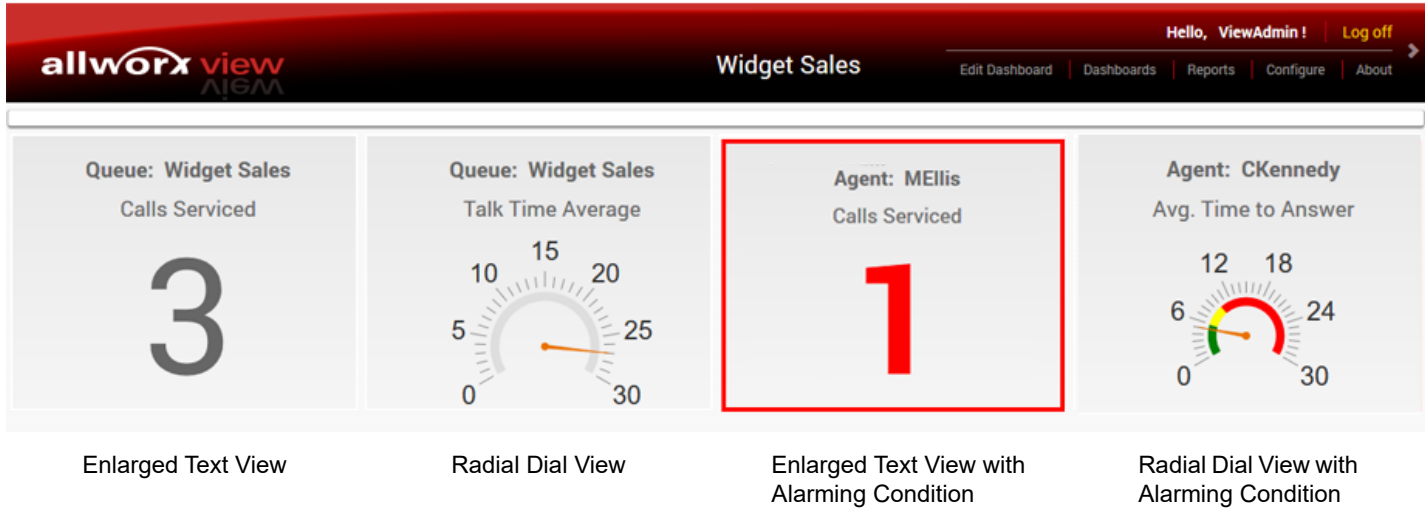 Hello, ViewAdmin ! Log off
allworx view
Widget Sales
Edit Dashboard Dashboards Reports Configure About
Queue: Widget Sales
Calls Serviced
3
Queue: Widget Sales
Talk Time Average
0 5 10 15 20 25 30
Agent: MEllis
Calls Serviced
1
Agent: CKennedy
Avg. Time to Answer
0 6 12 18 24 30
Enlarged Text View
Radial Dial View
Enlarged Text View with
Alarming Condition
Radial Dial View with
Alarming Condition